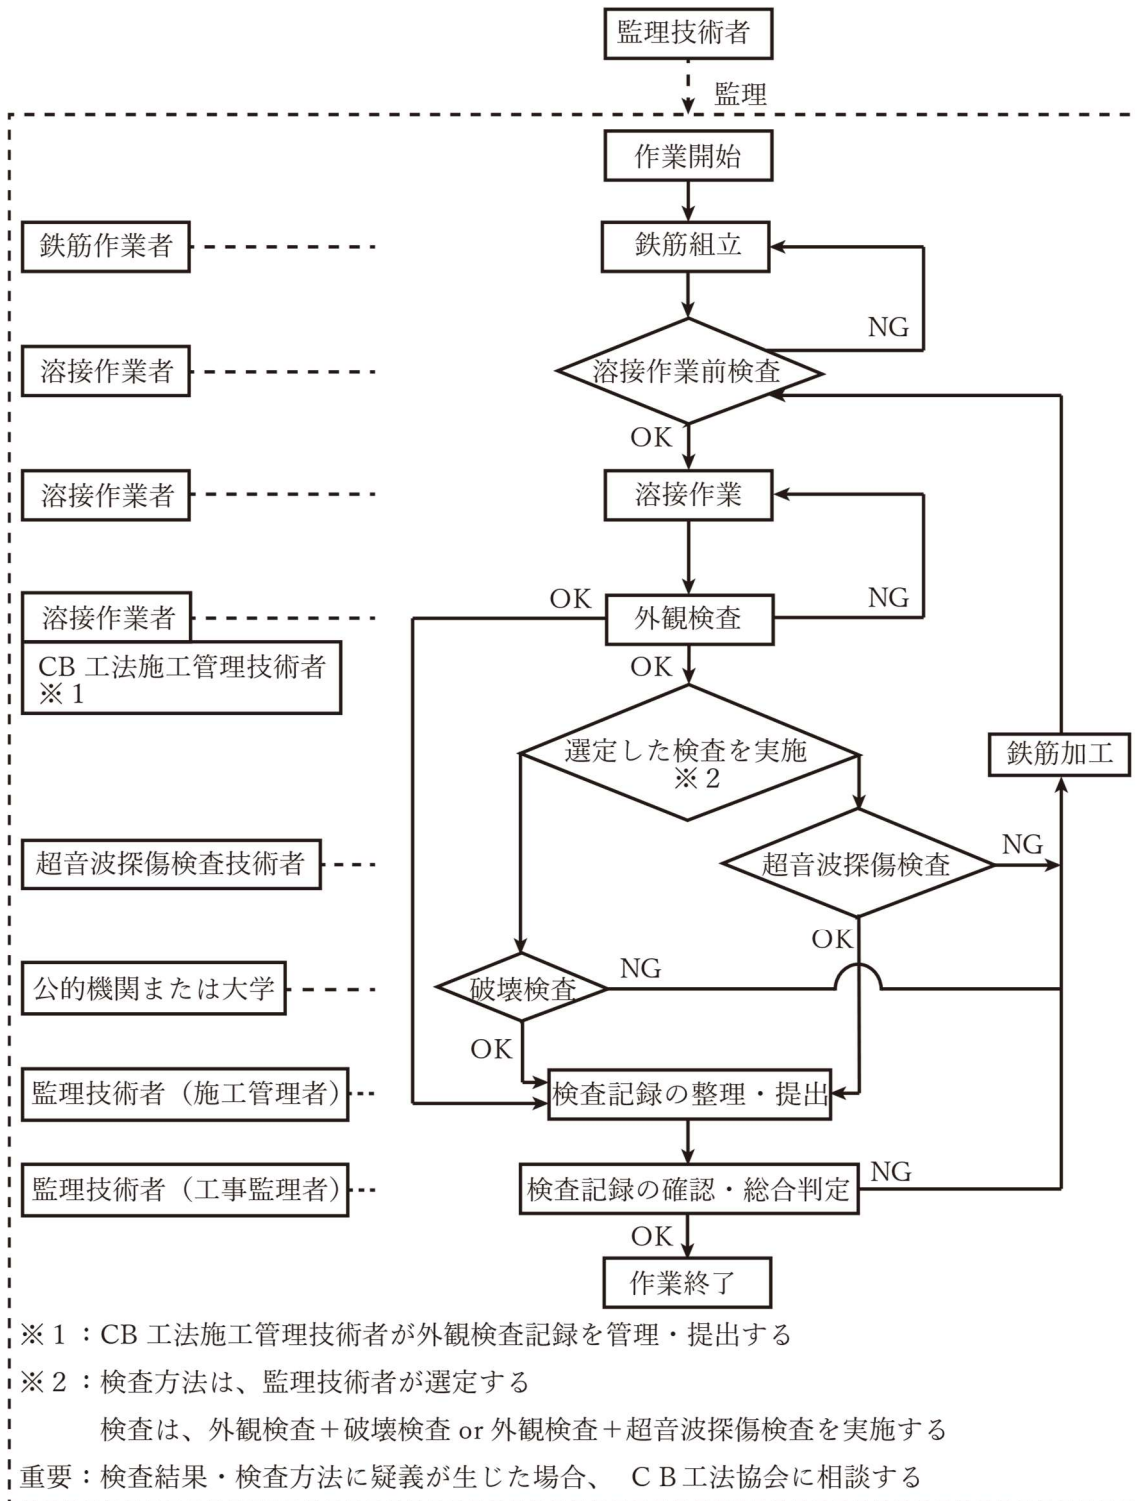 監理技術者
監理
作業開始
鉄筋作業者
鉄筋組立
NG
溶接作業者
溶接作業前検査
OK
溶接作業者
溶接作業
溶接作業者
OK
外観検査
NG
CB 工法施工管理技術者
※1
OK
選定した検査を実施
※2
鉄筋加工
超音波探傷検査技術者
超音波探傷検査
NG
OK
公的機関または大学
破壊検査
NG
OK
監理技術者（施工管理者）
検査記録の整理・提出
監理技術者（工事監理者）
検査記録の確認・総合判定
NG
OK
作業終了
※1：CB 工法施工管理技術者が外観検査記録を管理・提出する
※2：検査方法は、監理技術者が選定する
検査は、外観検査＋破壊検査 or 外観検査＋超音波探傷検査を実施する
重要：検査結果・検査方法に疑義が生じた場合、 ＣＢ工法協会に相談する